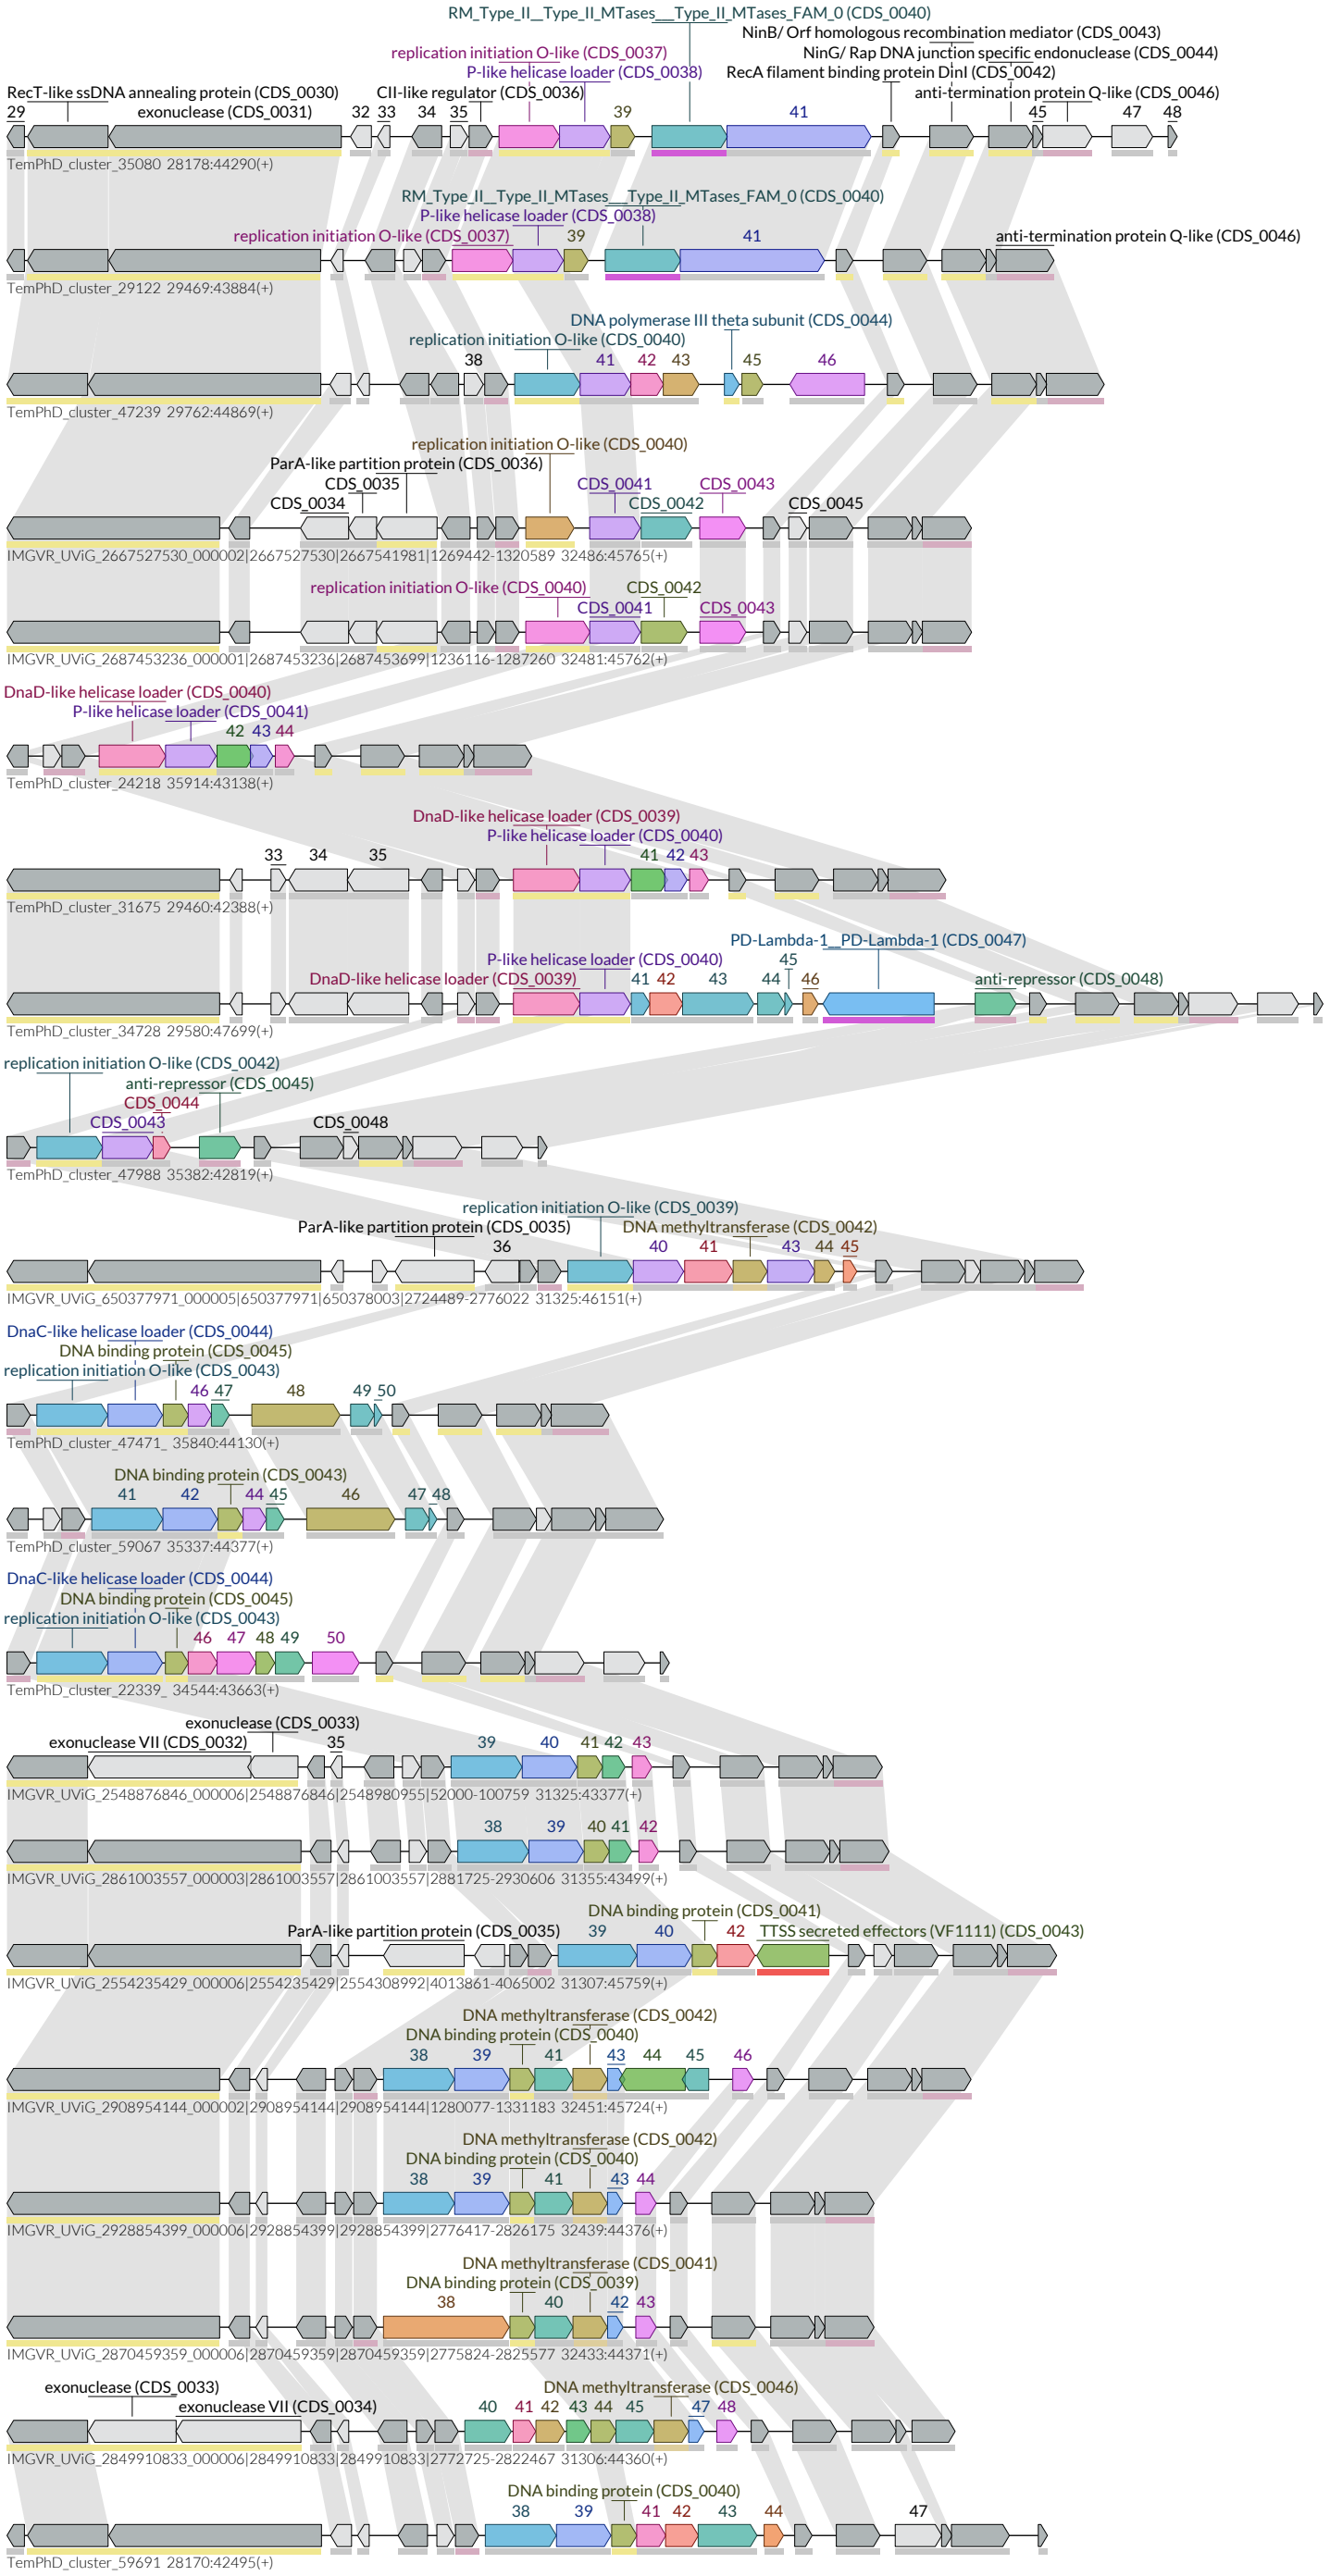 RM_Type_II__Type_II_MTases___Type_II_MTases_FAM_0 (CDS_0040)
NinB/ Orf homologous recombination mediator (CDS_0043)
replication initiation O-like (CDS_0037) NinG/ Rap DNA junction specific endonuclease (CDS_0044)
P-like helicase loader (CDS_0038) RecA filament binding protein DinI (CDS_0042)
RecT-like ssDNA annealing protein (CDS_0030) CII-like regulator (CDS_0036) anti-termination protein Q-like (CDS_0046)
29 exonuclease (CDS_0031) 32 33 34 35 39 41 45 47 48
TemPhD_cluster_35080 28178:44290(+)
RM_Type_II__Type_II_MTases___Type_II_MTases_FAM_0 (CDS_0040)
P-like helicase loader (CDS_0038)
replication initiation O-like (CDS_0037) 39 41 anti-termination protein Q-like (CDS_0046)
TemPhD_cluster_29122 29469:43884(+)
DNA polymerase III theta subunit (CDS_0044)
replication initiation O-like (CDS_0040)
38 41 42 43 45 46
TemPhD_cluster_47239 29762:44869(+)
replication initiation O-like (CDS_0040)
ParA-like partition protein (CDS_0036)
CDS_0035 CDS_0041 CDS_0043
CDS_0034 CDS_0042 CDS_0045
IMGVR_UViG_2667527530_000002|2667527530|2667541981|1269442-1320589 32486:45765(+)
replication initiation O-like (CDS_0040) CDS_0042
CDS_0041 CDS_0043
IMGVR_UViG_2687453236_000001|2687453236|2687453699|1236116-1287260 32481:45762(+)
DnaD-like helicase loader (CDS_0040)
P-like helicase loader (CDS_0041)
42 43 44
TemPhD_cluster_24218 35914:43138(+)
DnaD-like helicase loader (CDS_0039)
P-like helicase loader (CDS_0040)
33 34 35 41 42 43
TemPhD_cluster_31675 29460:42388(+)
PD-Lambda-1__PD-Lambda-1 (CDS_0047)
P-like helicase loader (CDS_0040) 45
DnaD-like helicase loader (CDS_0039) 41 42 43 44 46 anti-repressor (CDS_0048)
TemPhD_cluster_34728 29580:47699(+)
replication initiation O-like (CDS_0042)
anti-repressor (CDS_0045)
CDS_0044
CDS_0043 CDS_0048
TemPhD_cluster_47988 35382:42819(+)
replication initiation O-like (CDS_0039)
ParA-like partition protein (CDS_0035) DNA methyltransferase (CDS_0042)
36 40 41 43 44 45
IMGVR_UViG_650377971_000005|650377971|650378003|2724489-2776022 31325:46151(+)
DnaC-like helicase loader (CDS_0044)
DNA binding protein (CDS_0045)
replication initiation O-like (CDS_0043)
46 47 48 49 50
TemPhD_cluster_47471_ 35840:44130(+)
DNA binding protein (CDS_0043)
41 42 44 45 46 47 48
TemPhD_cluster_59067 35337:44377(+)
DnaC-like helicase loader (CDS_0044)
DNA binding protein (CDS_0045)
replication initiation O-like (CDS_0043)
46 47 48 49 50
TemPhD_cluster_22339_ 34544:43663(+)
exonuclease (CDS_0033)
exonuclease VII (CDS_0032) 35 39 40 41 42 43
IMGVR_UViG_2548876846_000006|2548876846|2548980955|52000-100759 31325:43377(+)
38 39 40 41 42
IMGVR_UViG_2861003557_000003|2861003557|2861003557|2881725-2930606 31355:43499(+)
DNA binding protein (CDS_0041)
ParA-like partition protein (CDS_0035) 39 40 42 TTSS secreted effectors (VF1111) (CDS_0043)
IMGVR_UViG_2554235429_000006|2554235429|2554308992|4013861-4065002 31307:45759(+)
DNA methyltransferase (CDS_0042)
DNA binding protein (CDS_0040)
38 39 41 43 44 45 46
IMGVR_UViG_2908954144_000002|2908954144|2908954144|1280077-1331183 32451:45724(+)
DNA methyltransferase (CDS_0042)
DNA binding protein (CDS_0040)
38 39 41 43 44
IMGVR_UViG_2928854399_000006|2928854399|2928854399|2776417-2826175 32439:44376(+)
DNA methyltransferase (CDS_0041)
DNA binding protein (CDS_0039)
38 40 42 43
IMGVR_UViG_2870459359_000006|2870459359|2870459359|2775824-2825577 32433:44371(+)
exonuclease (CDS_0033) DNA methyltransferase (CDS_0046)
exonuclease VII (CDS_0034) 40 41 42 43 44 45 47 48
IMGVR_UViG_2849910833_000006|2849910833|2849910833|2772725-2822467 31306:44360(+)
DNA binding protein (CDS_0040)
38 39 41 42 43 44 47
TemPhD_cluster_59691 28170:42495(+)